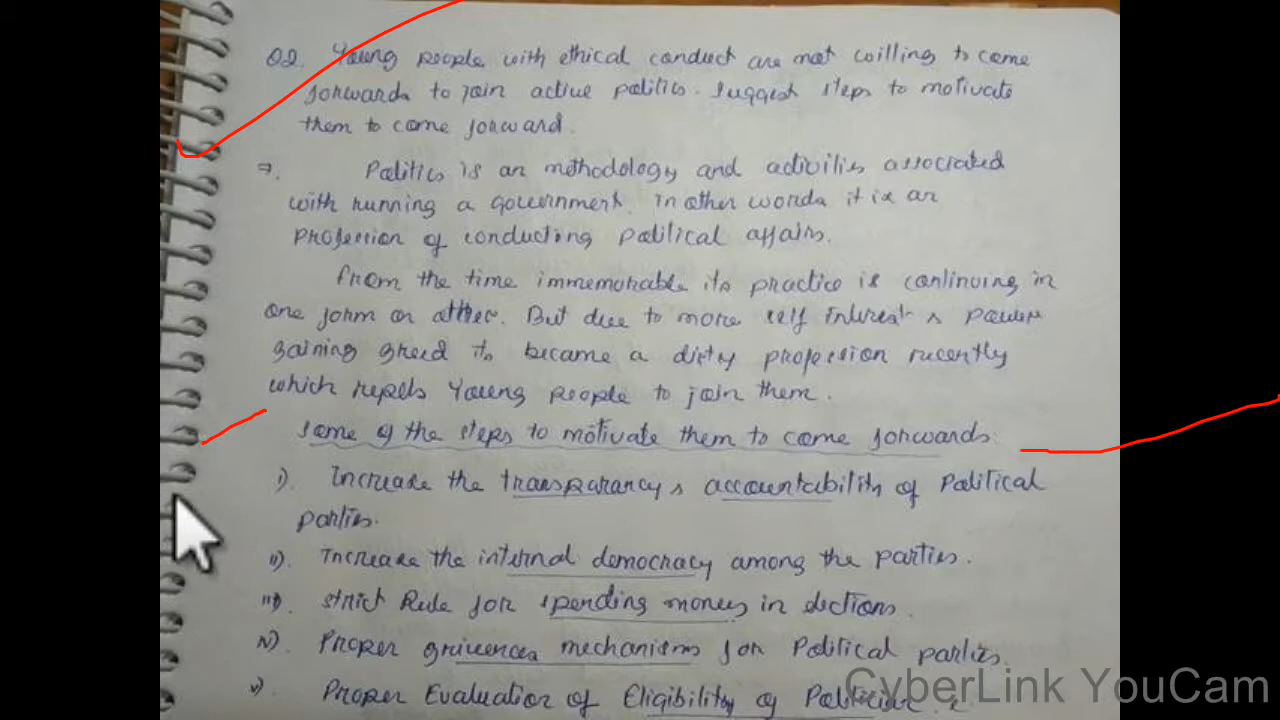 Q2. Young people with ethical conduct are not willing to come
forwards to join active politics. Suggest steps to motivate
them to come forward.
⇒. Politics is an methodology and activities associated
with running a government. In other words it is an
profession of conducting political affairs.
From the time immemorable its practice is continuing in
one form or other. But due to more self interest & power
gaining greed its became a dirty profession recently
which repels young people to join them.
Some of the steps to motivate them to come forwards:
i). Increase the transparancy & accountability of Political
parties.
ii). Increase the internal democracy among the parties.
iii). Strict Rule for spending money in elections.
iv). Proper grivences mechanisms for Political parties.
v). Proper Evaluation of Eligibility of
CyberLink YouCam